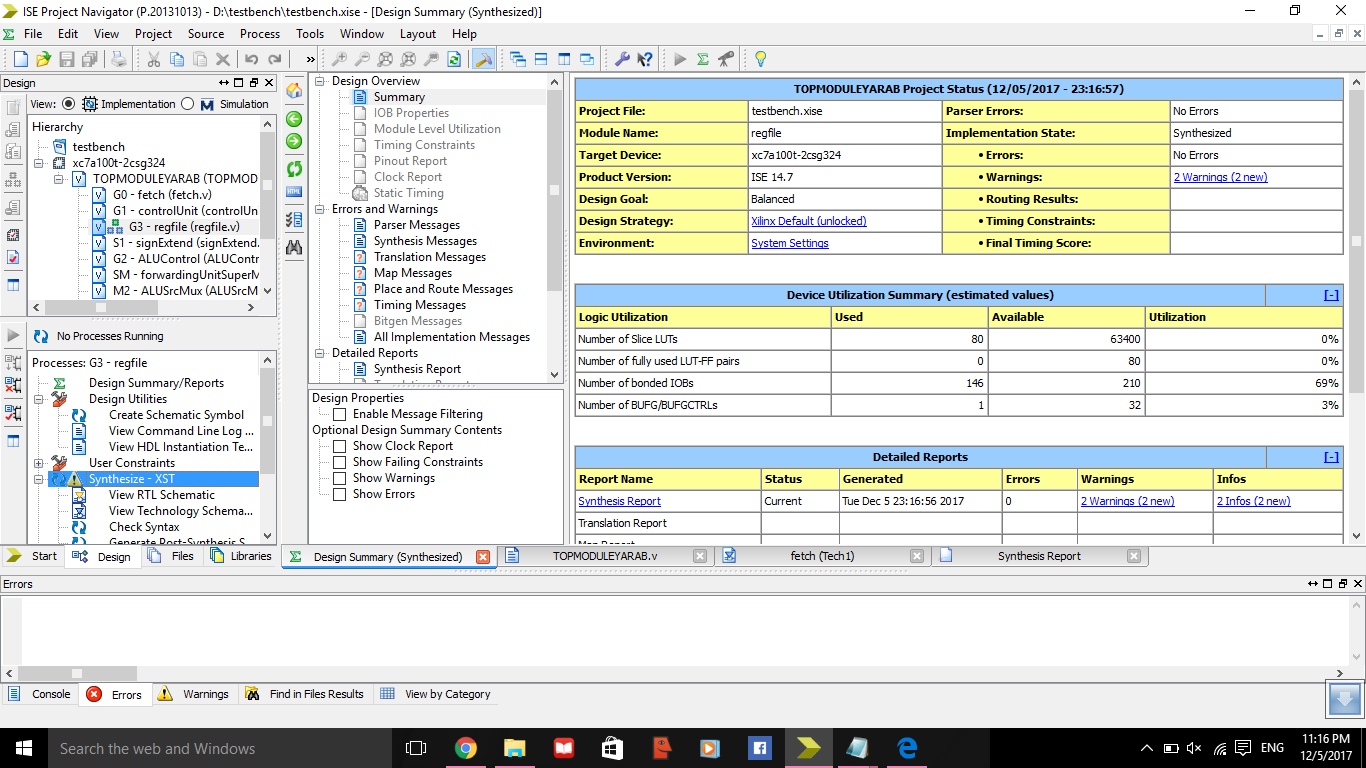 ISE Project Navigator (P.20131013) - D:\testbench\testbench.xise - [Design Summary (Synthesized)]
File Edit View Project Source Process Tools Window Layout Help
»
Design
View: Implementation Simulation
Hierarchy
testbench
xc7a100t-2csg324
TOPMODULEYARAB (TOPMOD
G0 - fetch (fetch.v)
G1 - controlUnit (controlUn
G3 - regfile (regfile.v)
S1 - signExtend (signExtend.
G2 - ALUControl (ALUContr
SM - forwardingUnitSuperM
M2 - ALUSrcMux (ALUSrcM
No Processes Running
Processes: G3 - regfile
Design Summary/Reports
Design Utilities
Create Schematic Symbol
View Command Line Log ...
View HDL Instantiation Te...
User Constraints
Synthesize - XST
View RTL Schematic
View Technology Schema...
Check Syntax
Generate Post-Synthesis S
Start Design Files Libraries
Design Overview
Summary
IOB Properties
Module Level Utilization
Timing Constraints
Pinout Report
Clock Report
Static Timing
Errors and Warnings
Parser Messages
Synthesis Messages
Translation Messages
Map Messages
Place and Route Messages
Timing Messages
Bitgen Messages
All Implementation Messages
Detailed Reports
Synthesis Report
Design Properties
Enable Message Filtering
Optional Design Summary Contents
Show Clock Report
Show Failing Constraints
Show Warnings
Show Errors
TOPMODULEYARAB Project Status (12/05/2017 - 23:16:57)
Project File: testbench.xise Parser Errors: No Errors
Module Name: regfile Implementation State: Synthesized
Target Device: xc7a100t-2csg324 • Errors: No Errors
Product Version: ISE 14.7 • Warnings: 2 Warnings (2 new)
Design Goal: Balanced • Routing Results:
Design Strategy: Xilinx Default (unlocked) • Timing Constraints:
Environment: System Settings • Final Timing Score:
Device Utilization Summary (estimated values) [-]
Logic Utilization Used Available Utilization
Number of Slice LUTs 80 63400 0%
Number of fully used LUT-FF pairs 0 80 0%
Number of bonded IOBs 146 210 69%
Number of BUFG/BUFGCTRLs 1 32 3%
Detailed Reports [-]
Report Name Status Generated Errors Warnings Infos
Synthesis Report Current Tue Dec 5 23:16:56 2017 0 2 Warnings (2 new) 2 Infos (2 new)
Translation Report
Map Report
Design Summary (Synthesized) TOPMODULEYARAB.v fetch (Tech1) Synthesis Report
Errors
Console Errors Warnings Find in Files Results View by Category
Search the web and Windows
ENG
11:16 PM
12/5/2017